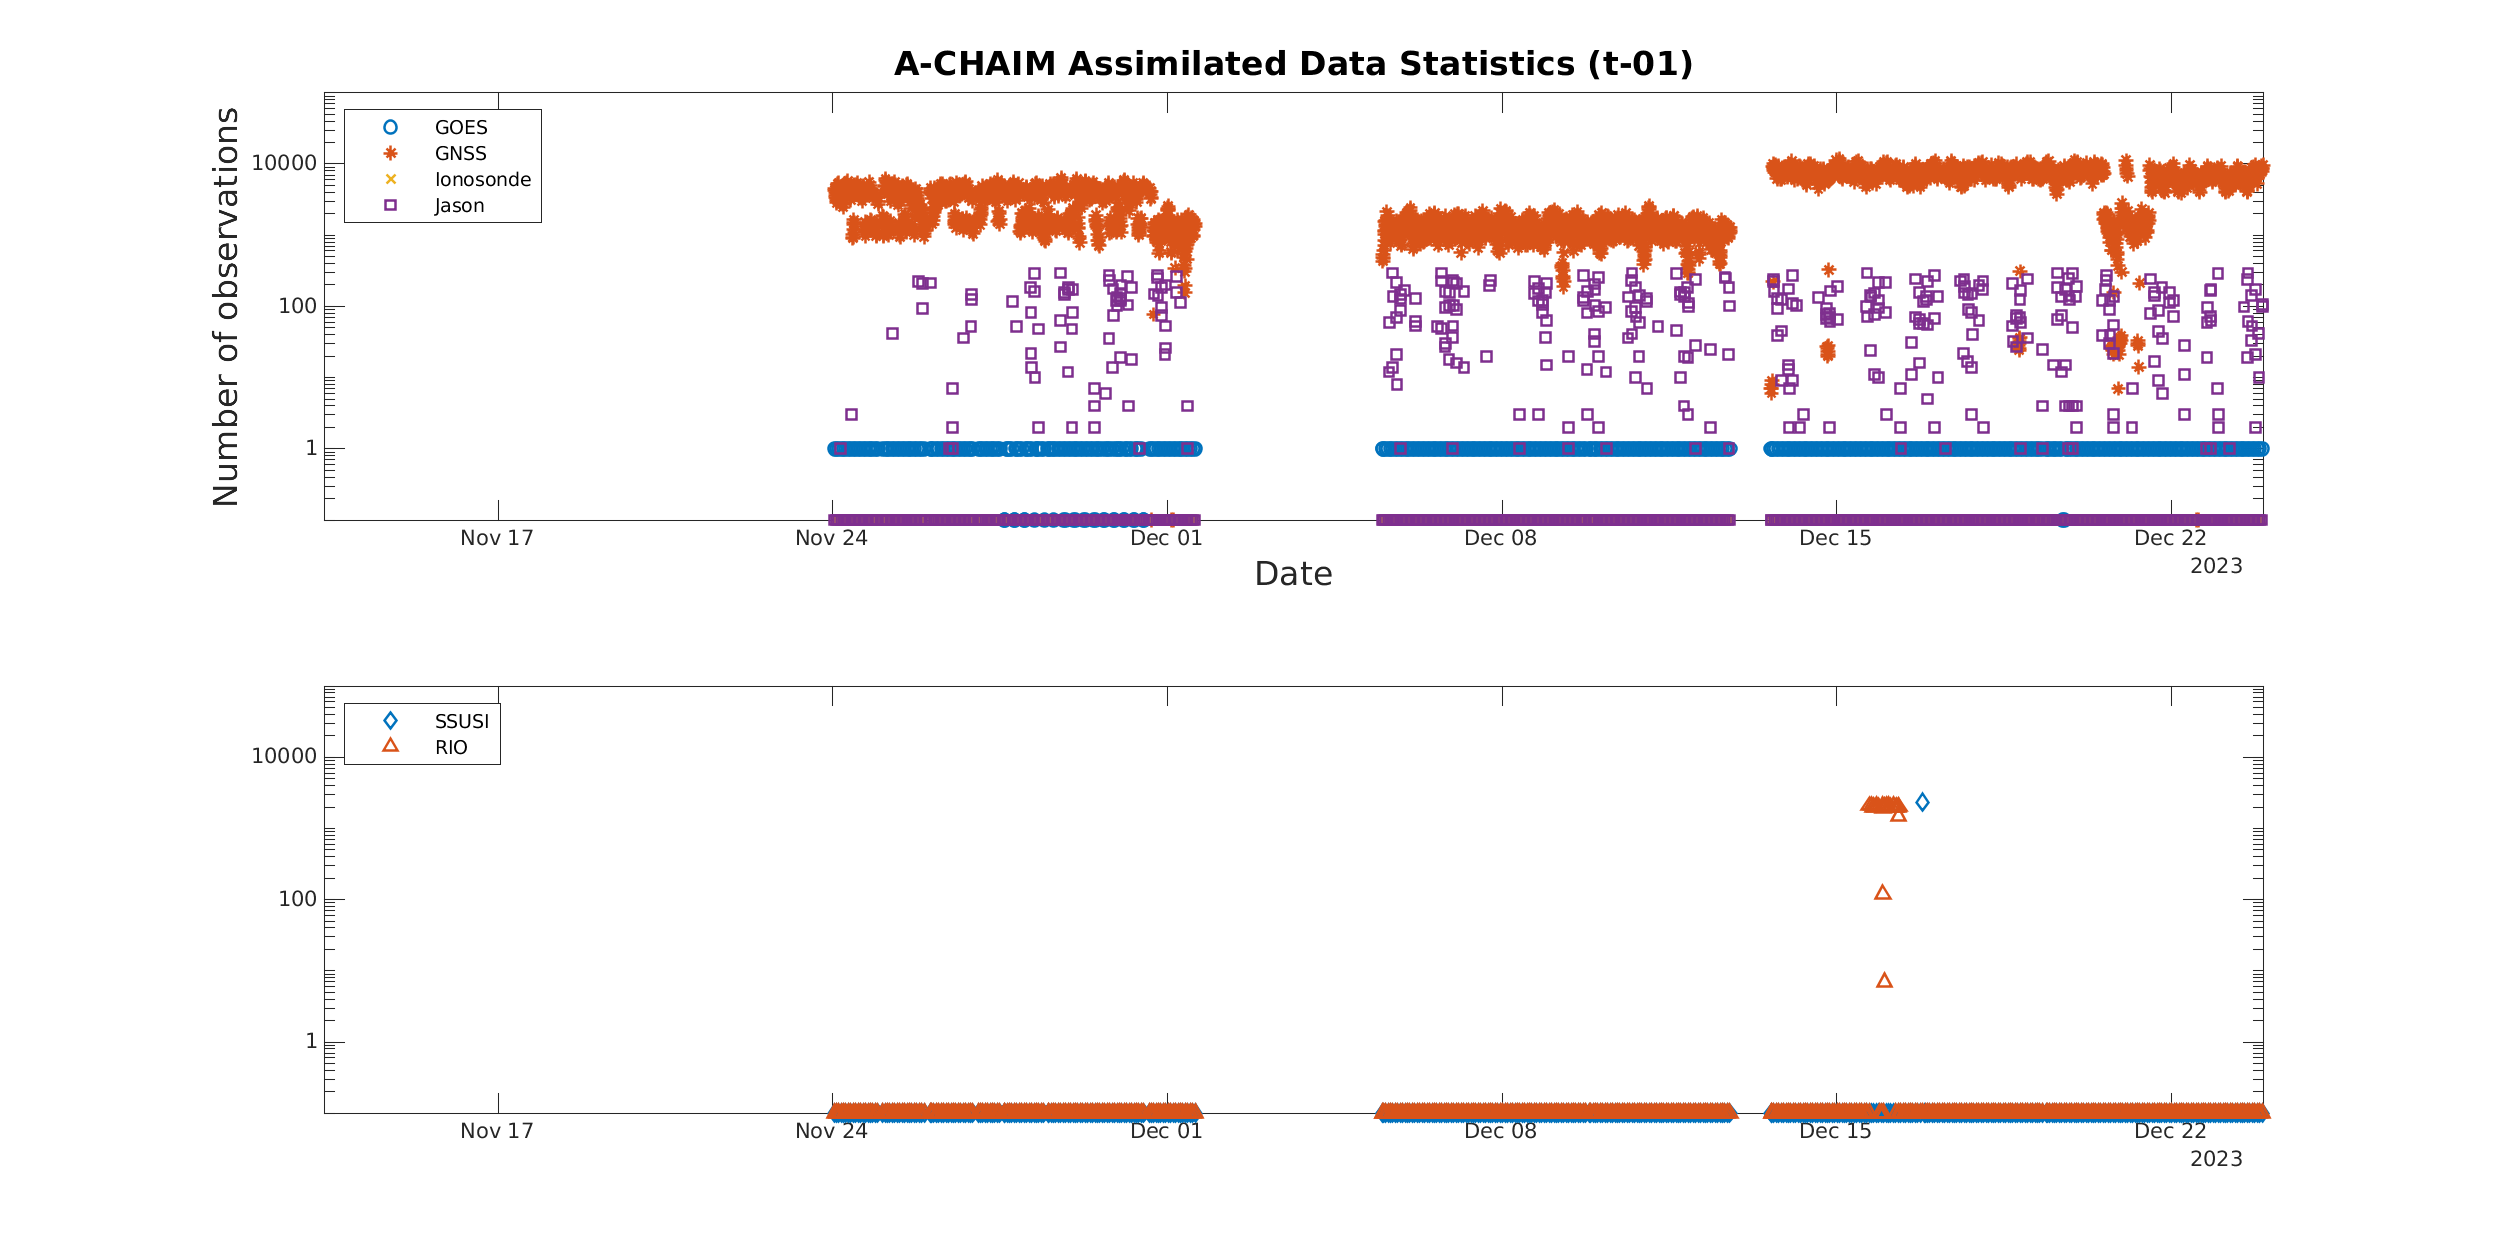 A-CHAIM Assimilated Data Statistics (t-01)
Number of observations
10000
100
1
GOES
GNSS
Ionosonde
Jason
Nov 17
Nov 24
Dec 01
Dec 08
Dec 15
Dec 22
2023
Date
10000
100
1
SSUSI
RIO
Nov 17
Nov 24
Dec 01
Dec 08
Dec 15
Dec 22
2023